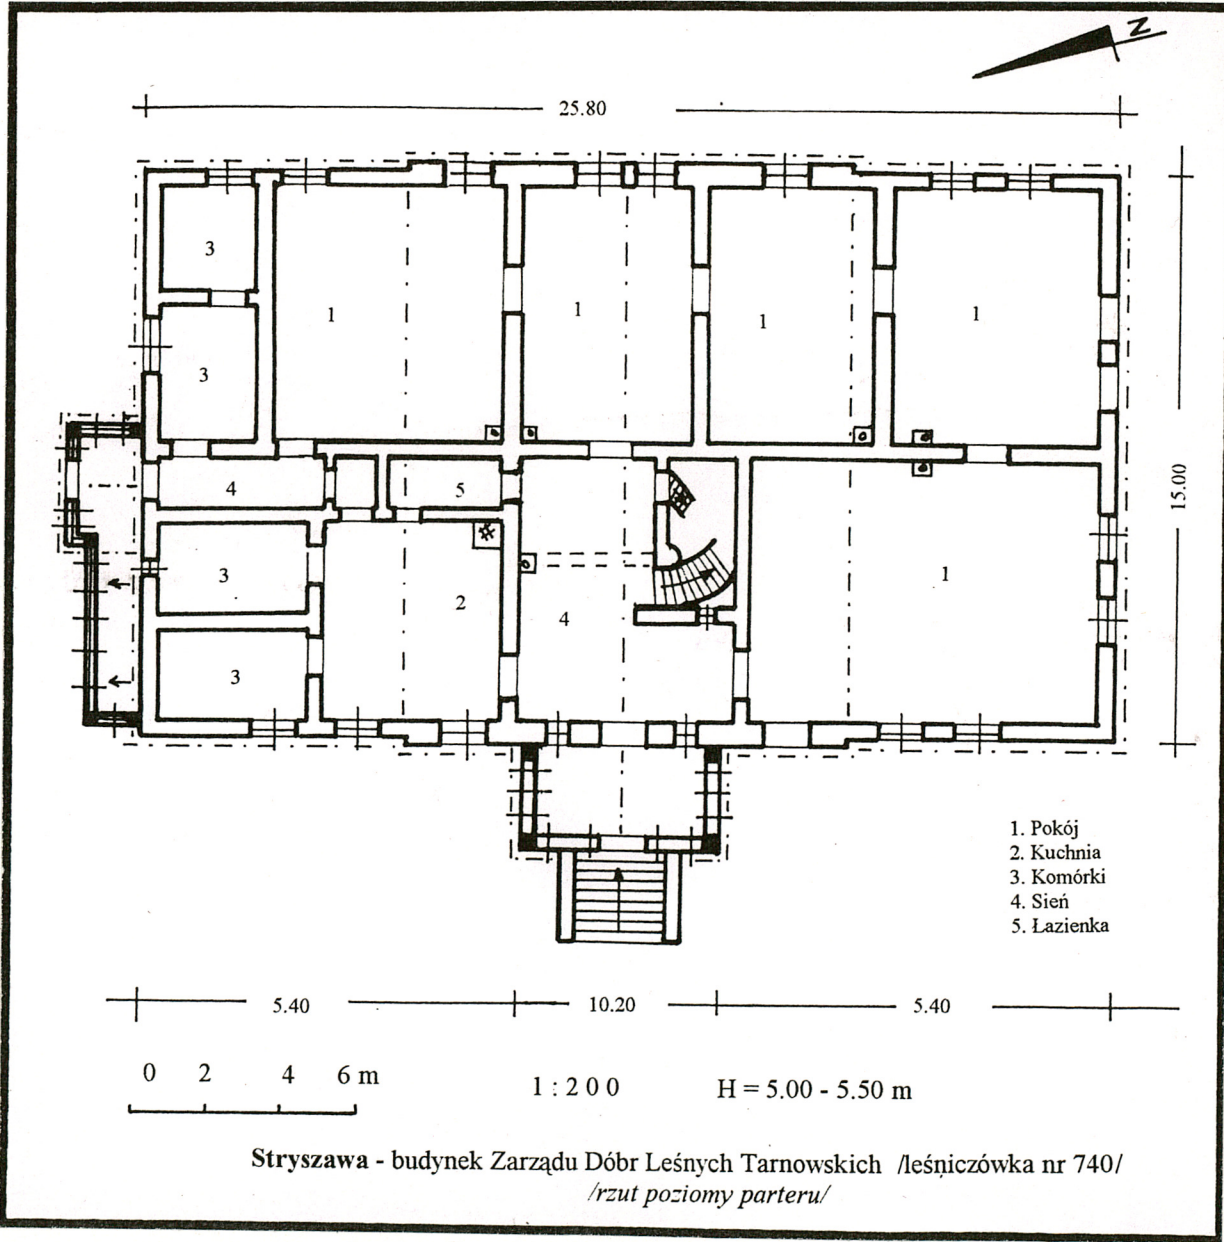 N
25.80
3
1
1
1
1
3
4
5
15.00
3
2
4
1
3
1. Pokój
2. Kuchnia
3. Komórki
4. Sień
5. Łazienka
5.40
10.20
5.40
0 2 4 6 m
1 : 2 0 0
H = 5.00 - 5.50 m
Stryszawa - budynek Zarządu Dóbr Leśnych Tarnowskich /leśniczówka nr 740/
/rzut poziomy parteru/